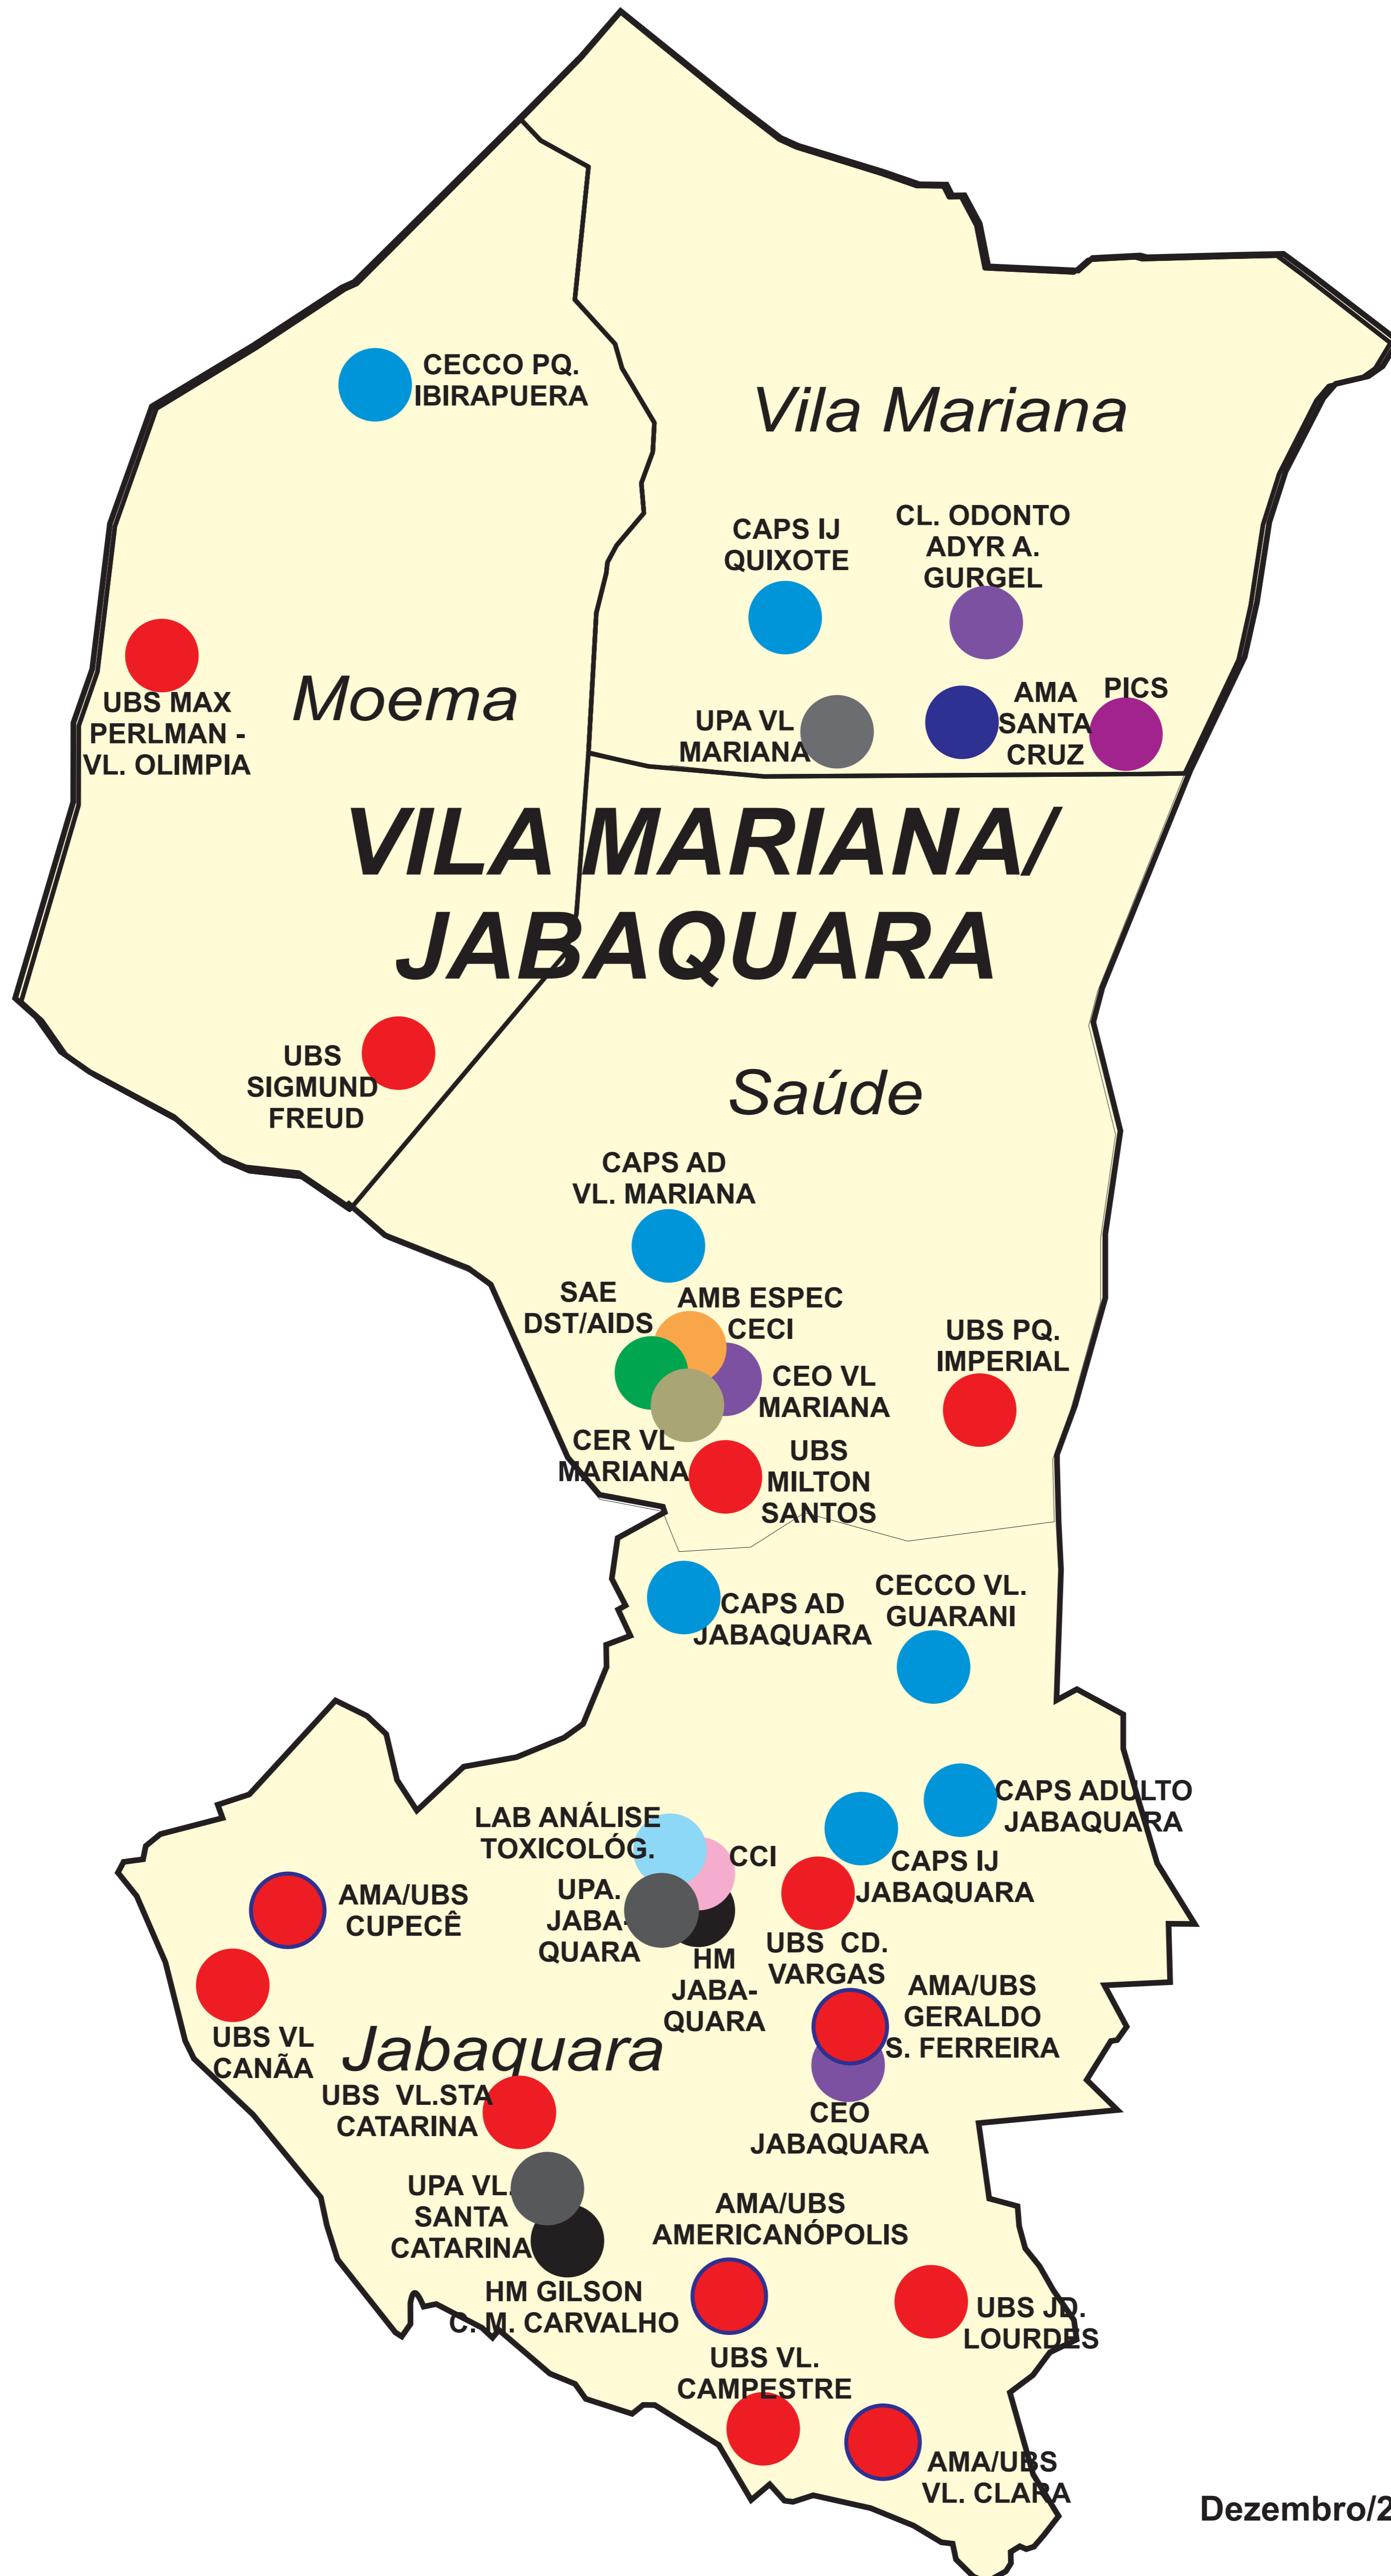 CECCO PQ.
IBIRAPUERA
Vila Mariana
CAPS IJ
QUIXOTE
CL. ODONTO
ADYR A.
GURGEL
UBS MAX
PERLMAN -
VL. OLIMPIA
Moema
UPA VL
MARIANA
AMA
SANTA
CRUZ
PICS
VILA MARIANA/
JABAQUARA
UBS
SIGMUND
FREUD
Saúde
CAPS AD
VL. MARIANA
SAE
DST/AIDS
AMB ESPEC
CECI
CEO VL
MARIANA
UBS PQ.
IMPERIAL
CER VL
MARIANA
UBS
MILTON
SANTOS
CAPS AD
JABAQUARA
CECCO VL.
GUARANI
CAPS ADULTO
JABAQUARA
LAB ANÁLISE
TOXICOLÓG.
CCI
CAPS IJ
JABAQUARA
AMA/UBS
CUPECÊ
UPA.
JABA-
QUARA
HM
JABA-
QUARA
UBS  CD.
VARGAS
AMA/UBS
GERALDO
S. FERREIRA
UBS VL
CANÃA
Jabaquara
UBS  VL.STA
CATARINA
CEO
JABAQUARA
UPA VL.
SANTA
CATARINA
AMA/UBS
AMERICANÓPOLIS
HM GILSON
C. M. CARVALHO
UBS JD.
LOURDES
UBS VL.
CAMPESTRE
AMA/UBS
VL. CLARA
Dezembro/2